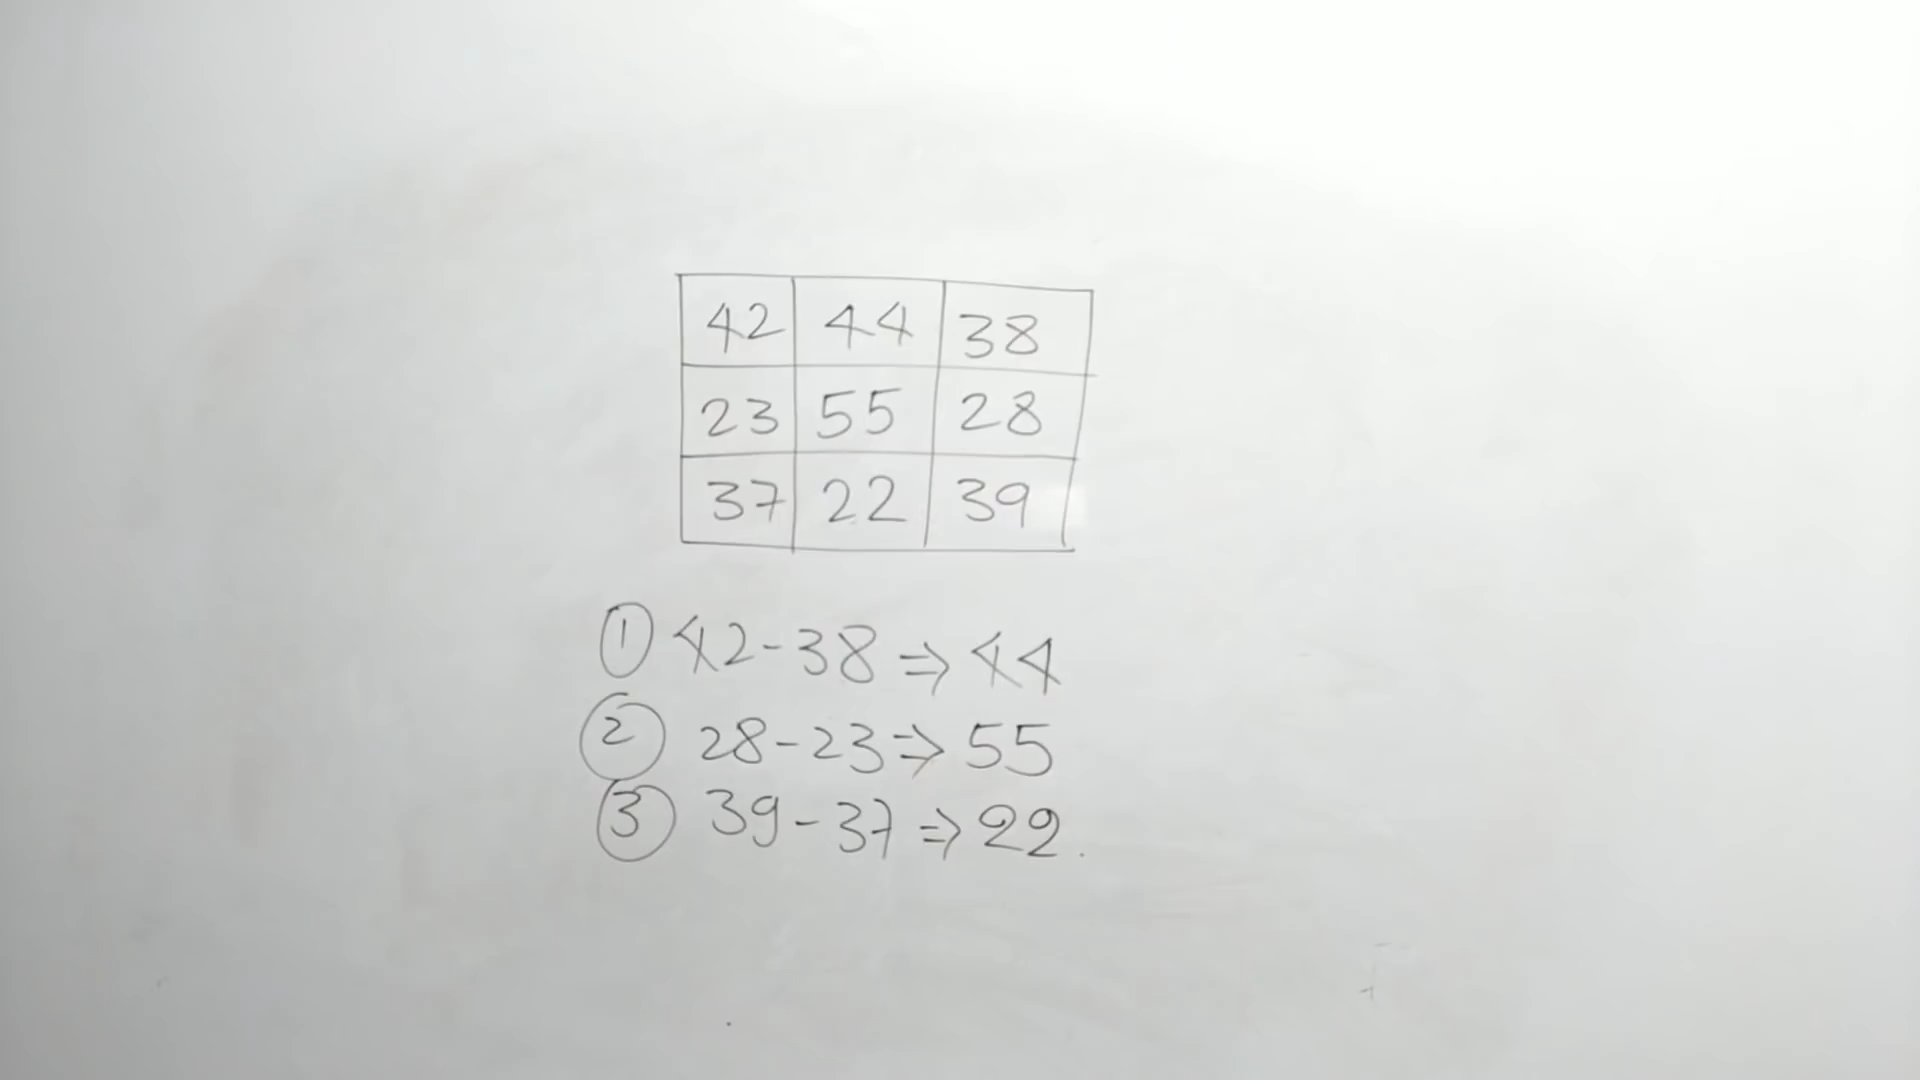 42 44 38
23 55 28
37 22 39
① 42-38 ⇒ 44
② 28-23 ⇒ 55
③ 39-37 ⇒ 22.